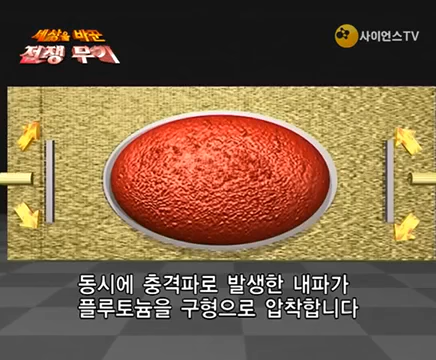 세상을 바꾼
전쟁 무기
사이언스TV
동시에 충격파로 발생한 내파가
플루토늄을 구형으로 압착합니다